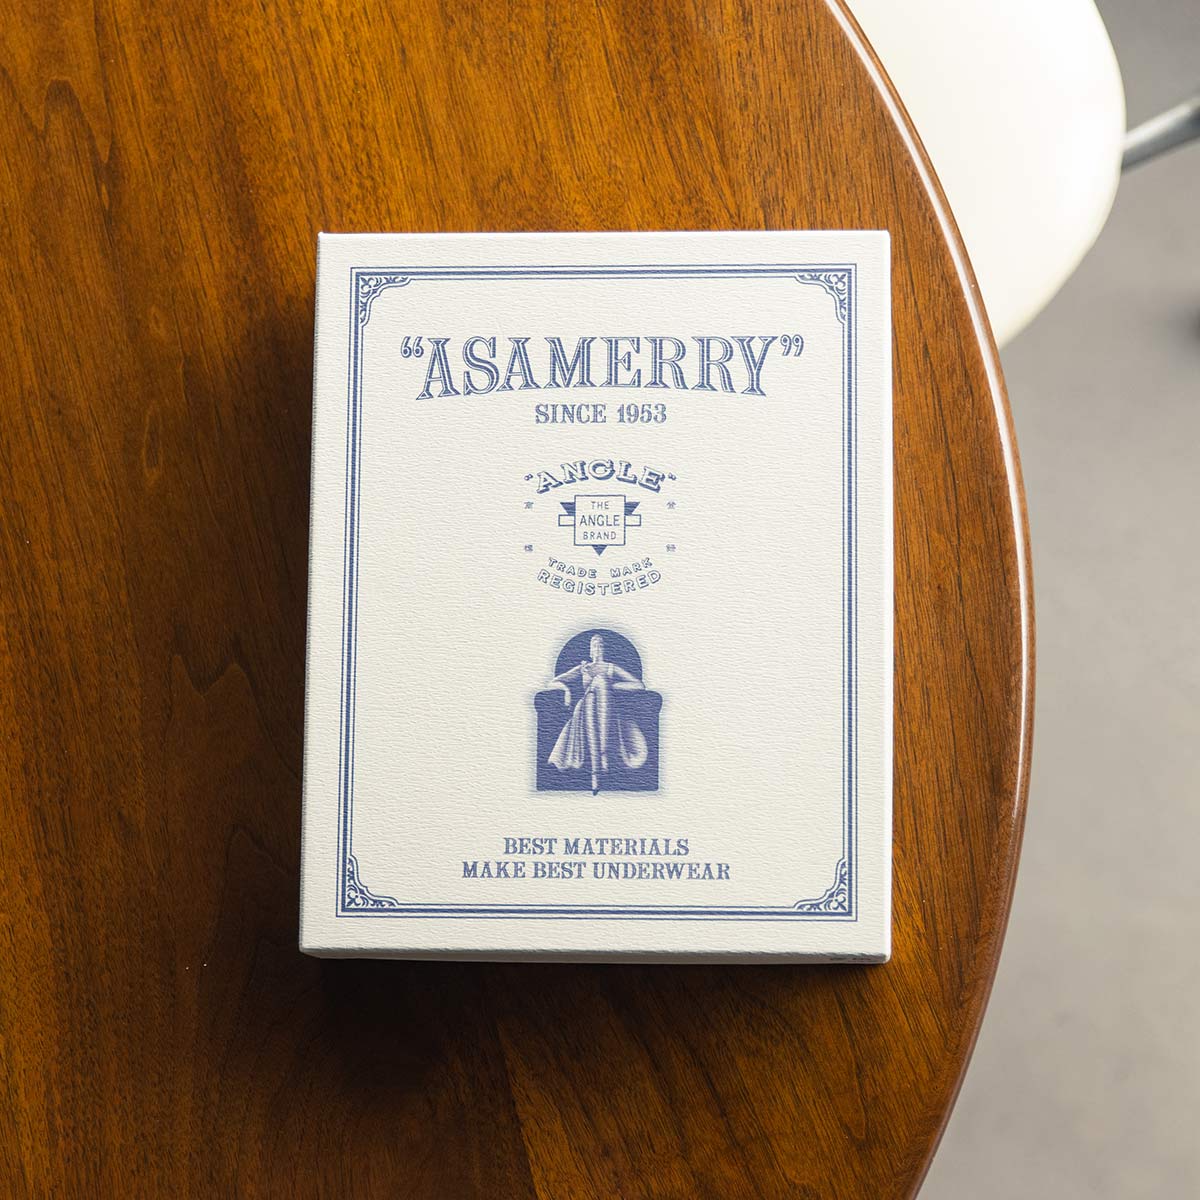 “ASAMERRY”
SINCE 1953
"ANGLE"
THE
ANGLE
BRAND
TRADE MARK
REGISTERED
BEST MATERIALS
MAKE BEST UNDERWEAR